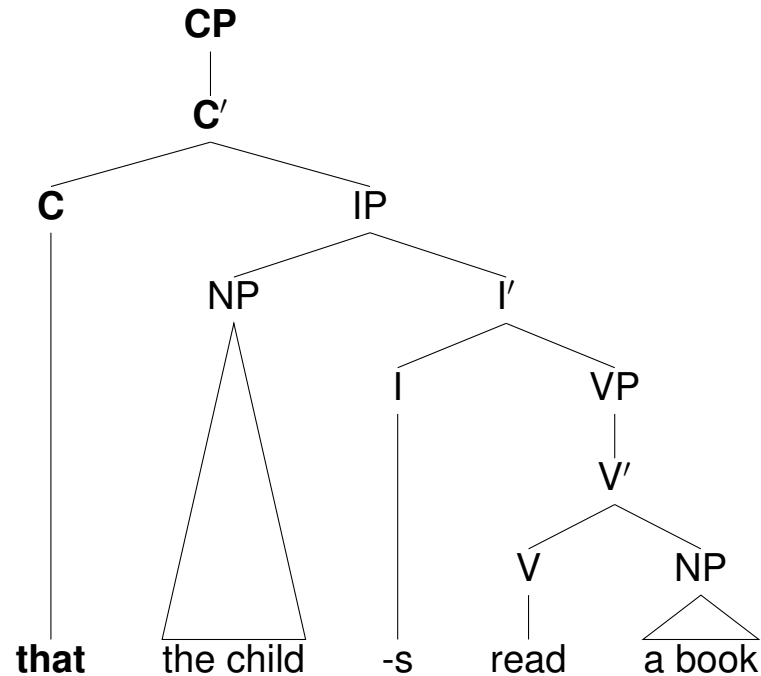 CP
C′
C IP
NP I′
I VP
V′
V NP
that the child -s read a book